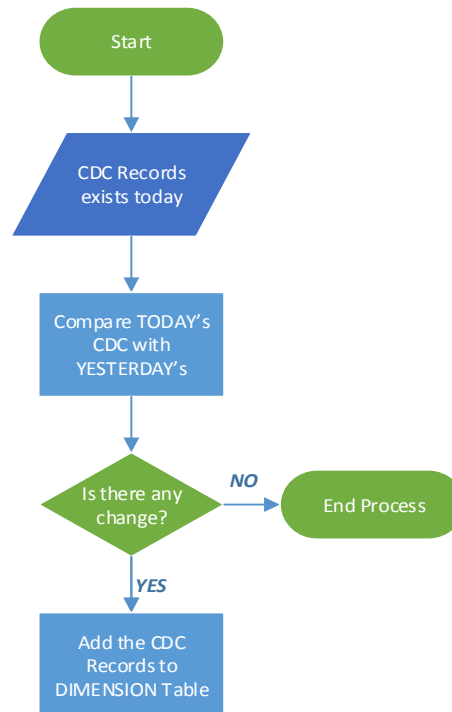 Start
CDC Records
exists today
Compare TODAY's
CDC with
YESTERDAY's
Is there any
change?
NO
End Process
YES
Add the CDC
Records to
DIMENSION Table